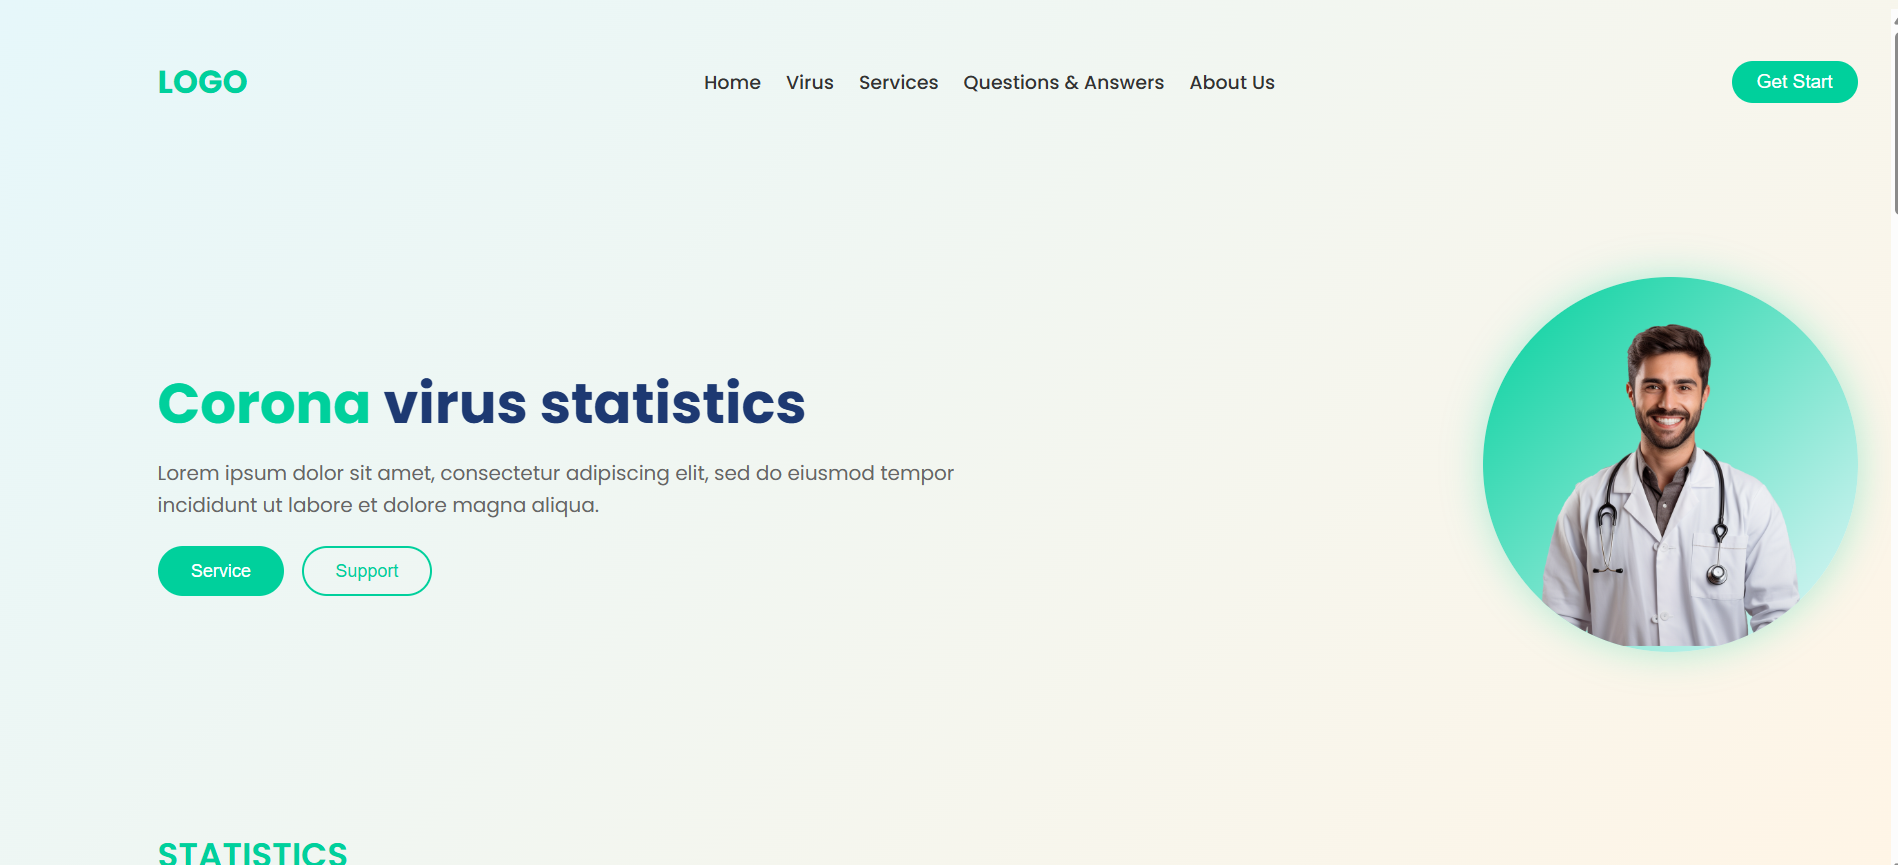 LOGO
Home Virus Services Questions & Answers About Us
Get Start
Corona virus statistics
Lorem ipsum dolor sit amet, consectetur adipiscing elit, sed do eiusmod tempor
incididunt ut labore et dolore magna aliqua.
Service Support
STATISTICS